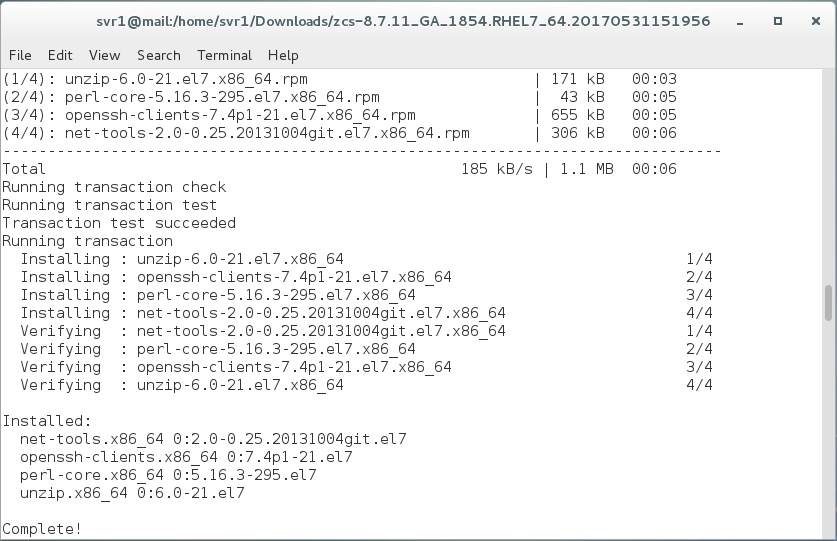 svr1@mail:/home/svr1/Downloads/zcs-8.7.11_GA_1854.RHEL7_64.20170531151956
File Edit View Search Terminal Help
(1/4): unzip-6.0-21.el7.x86_64.rpm | 171 kB 00:03
(2/4): perl-core-5.16.3-295.el7.x86_64.rpm | 43 kB 00:05
(3/4): openssh-clients-7.4p1-21.el7.x86_64.rpm | 655 kB 00:05
(4/4): net-tools-2.0-0.25.20131004git.el7.x86_64.rpm | 306 kB 00:06
--------------------------------------------------------------------------------
Total 185 kB/s | 1.1 MB 00:06
Running transaction check
Running transaction test
Transaction test succeeded
Running transaction
Installing : unzip-6.0-21.el7.x86_64 1/4
Installing : openssh-clients-7.4p1-21.el7.x86_64 2/4
Installing : perl-core-5.16.3-295.el7.x86_64 3/4
Installing : net-tools-2.0-0.25.20131004git.el7.x86_64 4/4
Verifying : net-tools-2.0-0.25.20131004git.el7.x86_64 1/4
Verifying : perl-core-5.16.3-295.el7.x86_64 2/4
Verifying : openssh-clients-7.4p1-21.el7.x86_64 3/4
Verifying : unzip-6.0-21.el7.x86_64 4/4
Installed:
net-tools.x86_64 0:2.0-0.25.20131004git.el7
openssh-clients.x86_64 0:7.4p1-21.el7
perl-core.x86_64 0:5.16.3-295.el7
unzip.x86_64 0:6.0-21.el7
Complete!